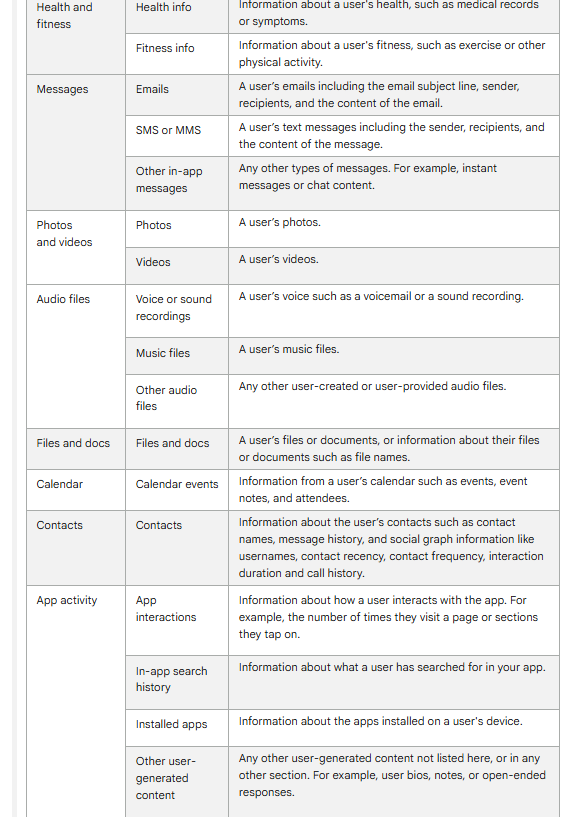 Health and
fitness
Health info
Information about a user's health, such as medical records
or symptoms.
Fitness info
Information about a user's fitness, such as exercise or other
physical activity.
Messages
Emails
A user's emails including the email subject line, sender,
recipients, and the content of the email.
SMS or MMS
A user's text messages including the sender, recipients, and
the content of the message.
Other in-app
messages
Any other types of messages. For example, instant
messages or chat content.
Photos
and videos
Photos
A user's photos.
Videos
A user's videos.
Audio files
Voice or sound
recordings
A user's voice such as a voicemail or a sound recording.
Music files
A user's music files.
Other audio
files
Any other user-created or user-provided audio files.
Files and docs
Files and docs
A user's files or documents, or information about their files
or documents such as file names.
Calendar
Calendar events
Information from a user's calendar such as events, event
notes, and attendees.
Contacts
Contacts
Information about the user's contacts such as contact
names, message history, and social graph information like
usernames, contact recency, contact frequency, interaction
duration and call history.
App activity
App
interactions
Information about how a user interacts with the app. For
example, the number of times they visit a page or sections
they tap on.
In-app search
history
Information about what a user has searched for in your app.
Installed apps
Information about the apps installed on a user's device.
Other user-
generated
content
Any other user-generated content not listed here, or in any
other section. For example, user bios, notes, or open-ended
responses.